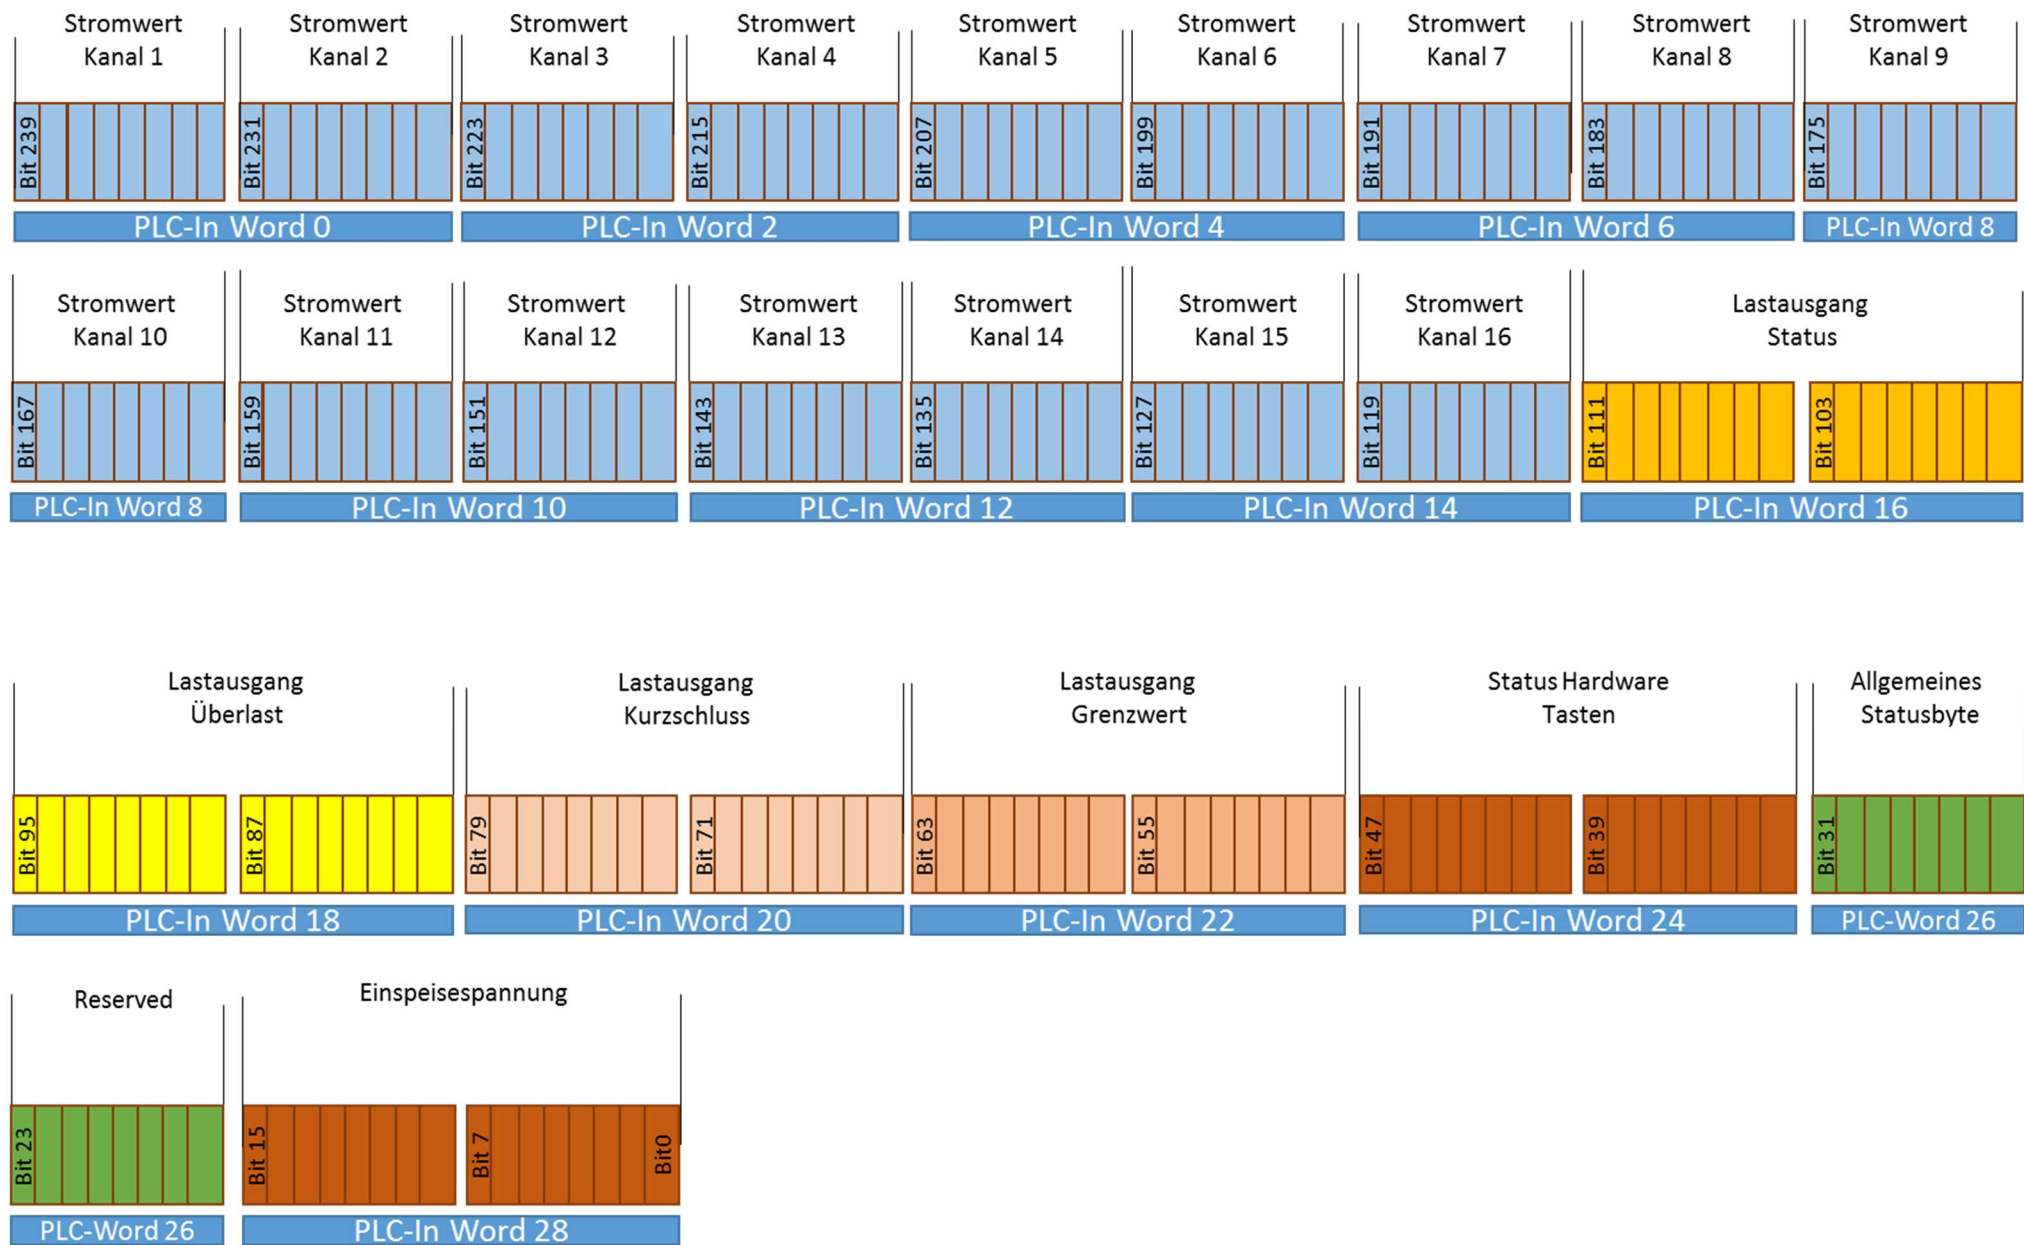 Stromwert
Kanal 1
Stromwert
Kanal 2
Stromwert
Kanal 3
Stromwert
Kanal 4
Stromwert
Kanal 5
Stromwert
Kanal 6
Stromwert
Kanal 7
Stromwert
Kanal 8
Stromwert
Kanal 9
Bit 239
Bit 231
Bit 223
Bit 215
Bit 207
Bit 199
Bit 191
Bit 183
Bit 175
PLC-In Word 0
PLC-In Word 2
PLC-In Word 4
PLC-In Word 6
PLC-In Word 8
Stromwert
Kanal 10
Stromwert
Kanal 11
Stromwert
Kanal 12
Stromwert
Kanal 13
Stromwert
Kanal 14
Stromwert
Kanal 15
Stromwert
Kanal 16
Lastausgang
Status
Bit 167
Bit 159
Bit 151
Bit 143
Bit 135
Bit 127
Bit 119
Bit 111
Bit 103
PLC-In Word 8
PLC-In Word 10
PLC-In Word 12
PLC-In Word 14
PLC-In Word 16
Lastausgang
Überlast
Lastausgang
Kurzschluss
Lastausgang
Grenzwert
Status Hardware
Tasten
Allgemeines
Statusbyte
Bit 95
Bit 87
Bit 79
Bit 71
Bit 63
Bit 55
Bit 47
Bit 39
Bit 31
PLC-In Word 18
PLC-In Word 20
PLC-In Word 22
PLC-In Word 24
PLC-Word 26
Reserved
Einspeisespannung
Bit 23
Bit 15
Bit 7
Bit0
PLC-Word 26
PLC-In Word 28